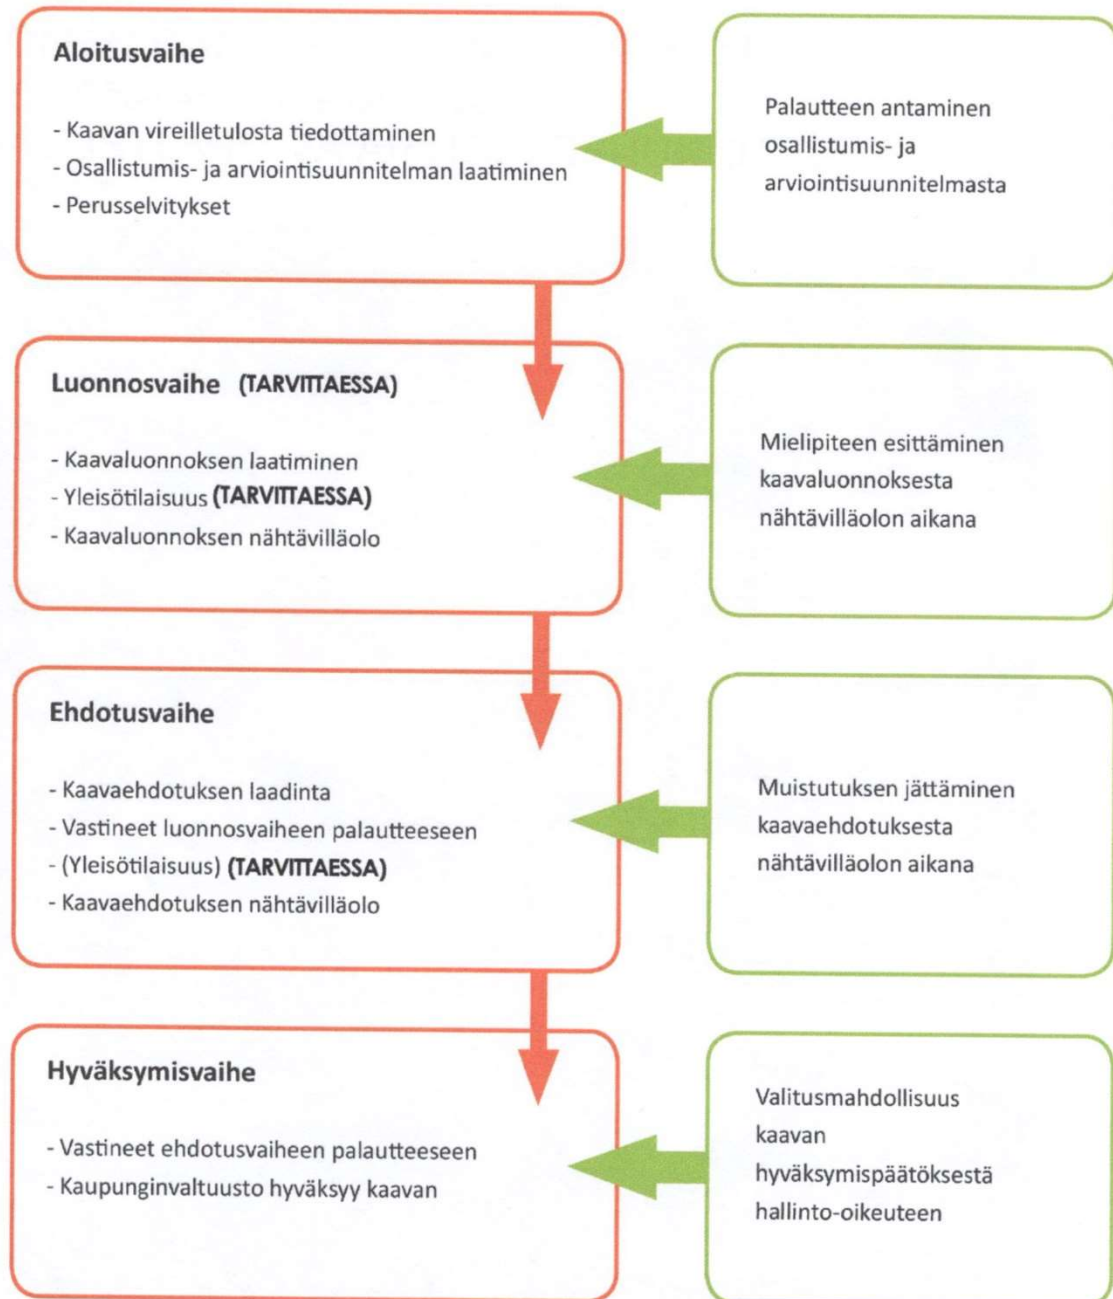 Aloitusvaihe
- Kaavan vireilletulosta tiedottaminen
- Osallistumis- ja arviointisuunnitelman laatiminen
- Perusselvitykset
Palautteen antaminen
osallistumis- ja
arviointisuunnitelmasta
Luonnosvaihe (TARVITTAESSA)
- Kaavaluonnoksen laatiminen
- Yleisötilaisuus (TARVITTAESSA)
- Kaavaluonnoksen nähtävilläolo
Mielipiteen esittäminen
kaavaluonnoksesta
nähtävilläolon aikana
Ehdotusvaihe
- Kaavaehdotuksen laadinta
- Vastineet luonnosvaiheen palautteeseen
- (Yleisötilaisuus) (TARVITTAESSA)
- Kaavaehdotuksen nähtävilläolo
Muistutuksen jättäminen
kaavaehdotuksesta
nähtävilläolon aikana
Hyväksymisvaihe
- Vastineet ehdotusvaiheen palautteeseen
- Kaupunginvaltuusto hyväksyy kaavan
Valitusmahdollisuus
kaavan
hyväksymispäätöksestä
hallinto-oikeuteen